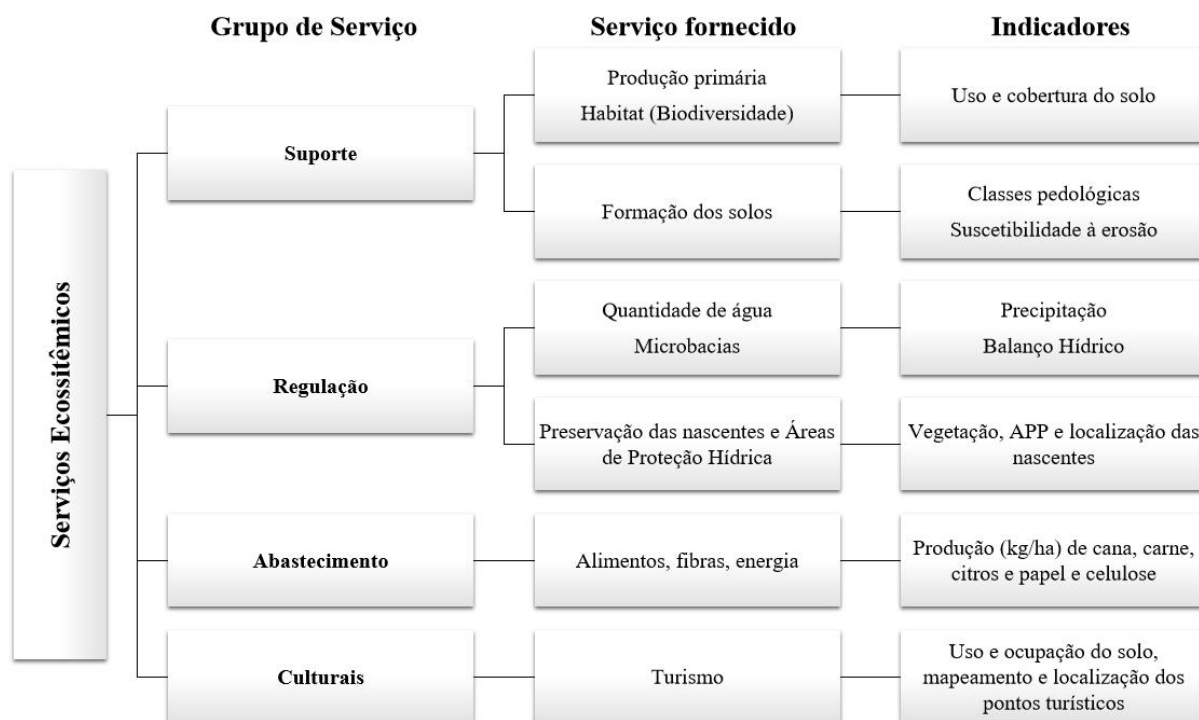 Grupo de Serviço
Serviço fornecido
Indicadores
Serviços Ecossitêmicos
Suporte
Produção primária
Habitat (Biodiversidade)
Uso e cobertura do solo
Formação dos solos
Classes pedológicas
Suscetibilidade à erosão
Regulação
Quantidade de água
Microbacias
Precipitação
Balanço Hídrico
Preservação das nascentes e Áreas
de Proteção Hídrica
Vegetação, APP e localização das
nascentes
Abastecimento
Alimentos, fibras, energia
Produção (kg/ha) de cana, carne,
citros e papel e celulose
Culturais
Turismo
Uso e ocupação do solo,
mapeamento e localização dos
pontos turísticos